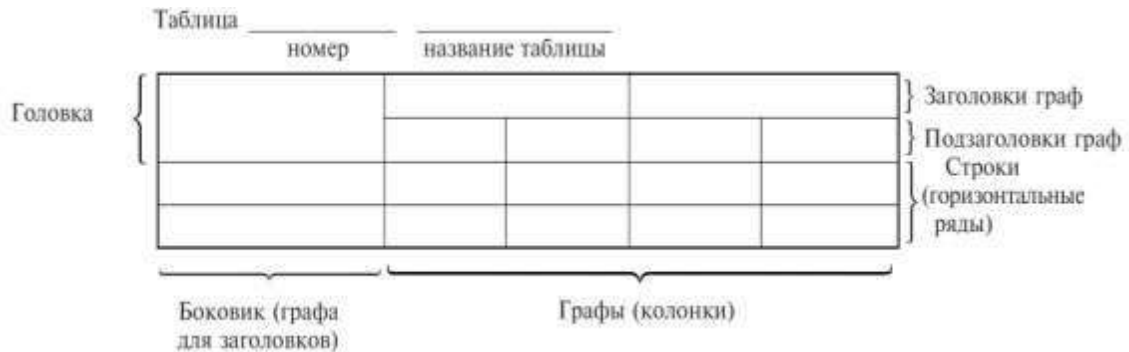 Таблица
номер
название таблицы
Головка
Заголовки граф
Подзаголовки граф
Строки
(горизонтальные
ряды)
Боковик (графа
для заголовков)
Графы (колонки)